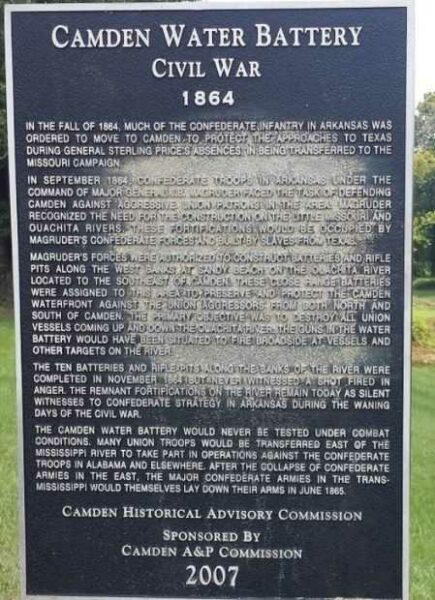 CAMDEN WATER BATTERY
CIVIL WAR
1864
IN THE FALL OF 1864, MUCH OF THE CONFEDERATE INFANTRY IN ARKANSAS WAS
ORDERED TO MOVE TO CAMDEN TO PROTECT THE APPROACHES TO TEXAS
DURING GENERAL STERLING PRICE'S ABSENCES IN BEING TRANSFERRED TO THE
MISSOURI CAMPAIGN.
IN SEPTEMBER 1864, CONFEDERATE TROOPS IN ARKANSAS UNDER THE
COMMAND OF MAJOR GENERAL MAGRUDER FACED THE TASK OF DEFENDING
CAMDEN AGAINST AGGRESSIVE UNION PATROLS IN THE AREA. MAGRUDER
RECOGNIZED THE NEED FOR THE CONSTRUCTION ON THE LITTLE MISSOURI AND
OUACHITA RIVERS. THESE FORTIFICATIONS WOULD BE OCCUPIED BY
MAGRUDER'S CONFEDERATE FORCES AND BUILT BY SLAVES FROM TEXAS.
MAGRUDER'S FORCES WERE AUTHORIZED TO CONSTRUCT BATTERIES AND RIFLE
PITS ALONG THE WEST BANKS AT SANDY BEACH ON THE OUACHITA RIVER
LOCATED TO THE SOUTH EAST OF CAMDEN. THESE CLOSE RANGE BATTERIES
WERE ASSIGNED TO THIS AREA TO PRESERVE AND PROTECT THE CAMDEN
WATERFRONT AGAINST THE UNION AGGRESSORS FROM BOTH NORTH AND
SOUTH OF CAMDEN. THE PRIMARY OBJECTIVE WAS TO DESTROY ALL UNION
VESSELS COMING UP AND DOWN THE OUACHITA RIVER. THE GUNS IN THE WATER
BATTERY WOULD HAVE BEEN SITUATED TO FIRE BROADSIDE AT VESSELS AND
OTHER TARGETS ON THE RIVER.
THE TEN BATTERIES AND RIFLE PITS ALONG THE BANKS OF THE RIVER WERE
COMPLETED IN NOVEMBER 1864 BUT NEVER WITNESSED A SHOT FIRED IN
ANGER. THE REMNANT FORTIFICATIONS ON THE RIVER REMAIN TODAY AS SILENT
WITNESSES TO CONFEDERATE STRATEGY IN ARKANSAS DURING THE WANING
DAYS OF THE CIVIL WAR.
THE CAMDEN WATER BATTERY WOULD NEVER BE TESTED UNDER COMBAT
CONDITIONS. MANY UNION TROOPS WOULD BE TRANSFERRED EAST OF THE
MISSISSIPPI RIVER TO TAKE PART IN OPERATIONS AGAINST THE CONFEDERATE
TROOPS IN ALABAMA AND ELSEWHERE. AFTER THE COLLAPSE OF CONFEDERATE
ARMIES IN THE EAST, THE MAJOR CONFEDERATE ARMIES IN THE TRANS-
MISSISSIPPI WOULD THEMSELVES LAY DOWN THEIR ARMS IN JUNE 1865.
CAMDEN HISTORICAL ADVISORY COMMISSION
SPONSORED BY
CAMDEN A&P COMMISSION
2007